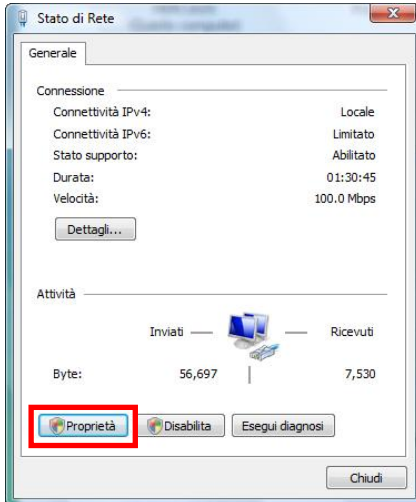 Stato di Rete
Generale
Connessione
Connettività IPv4: Locale
Connettività IPv6: Limitato
Stato supporto: Abilitato
Durata: 01:30:45
Velocità: 100.0 Mbps
Dettagli...
Attività
Inviati Ricevuti
Byte: 56,697 7,530
Proprietà Disabilita Esegui diagnosi
Chiudi